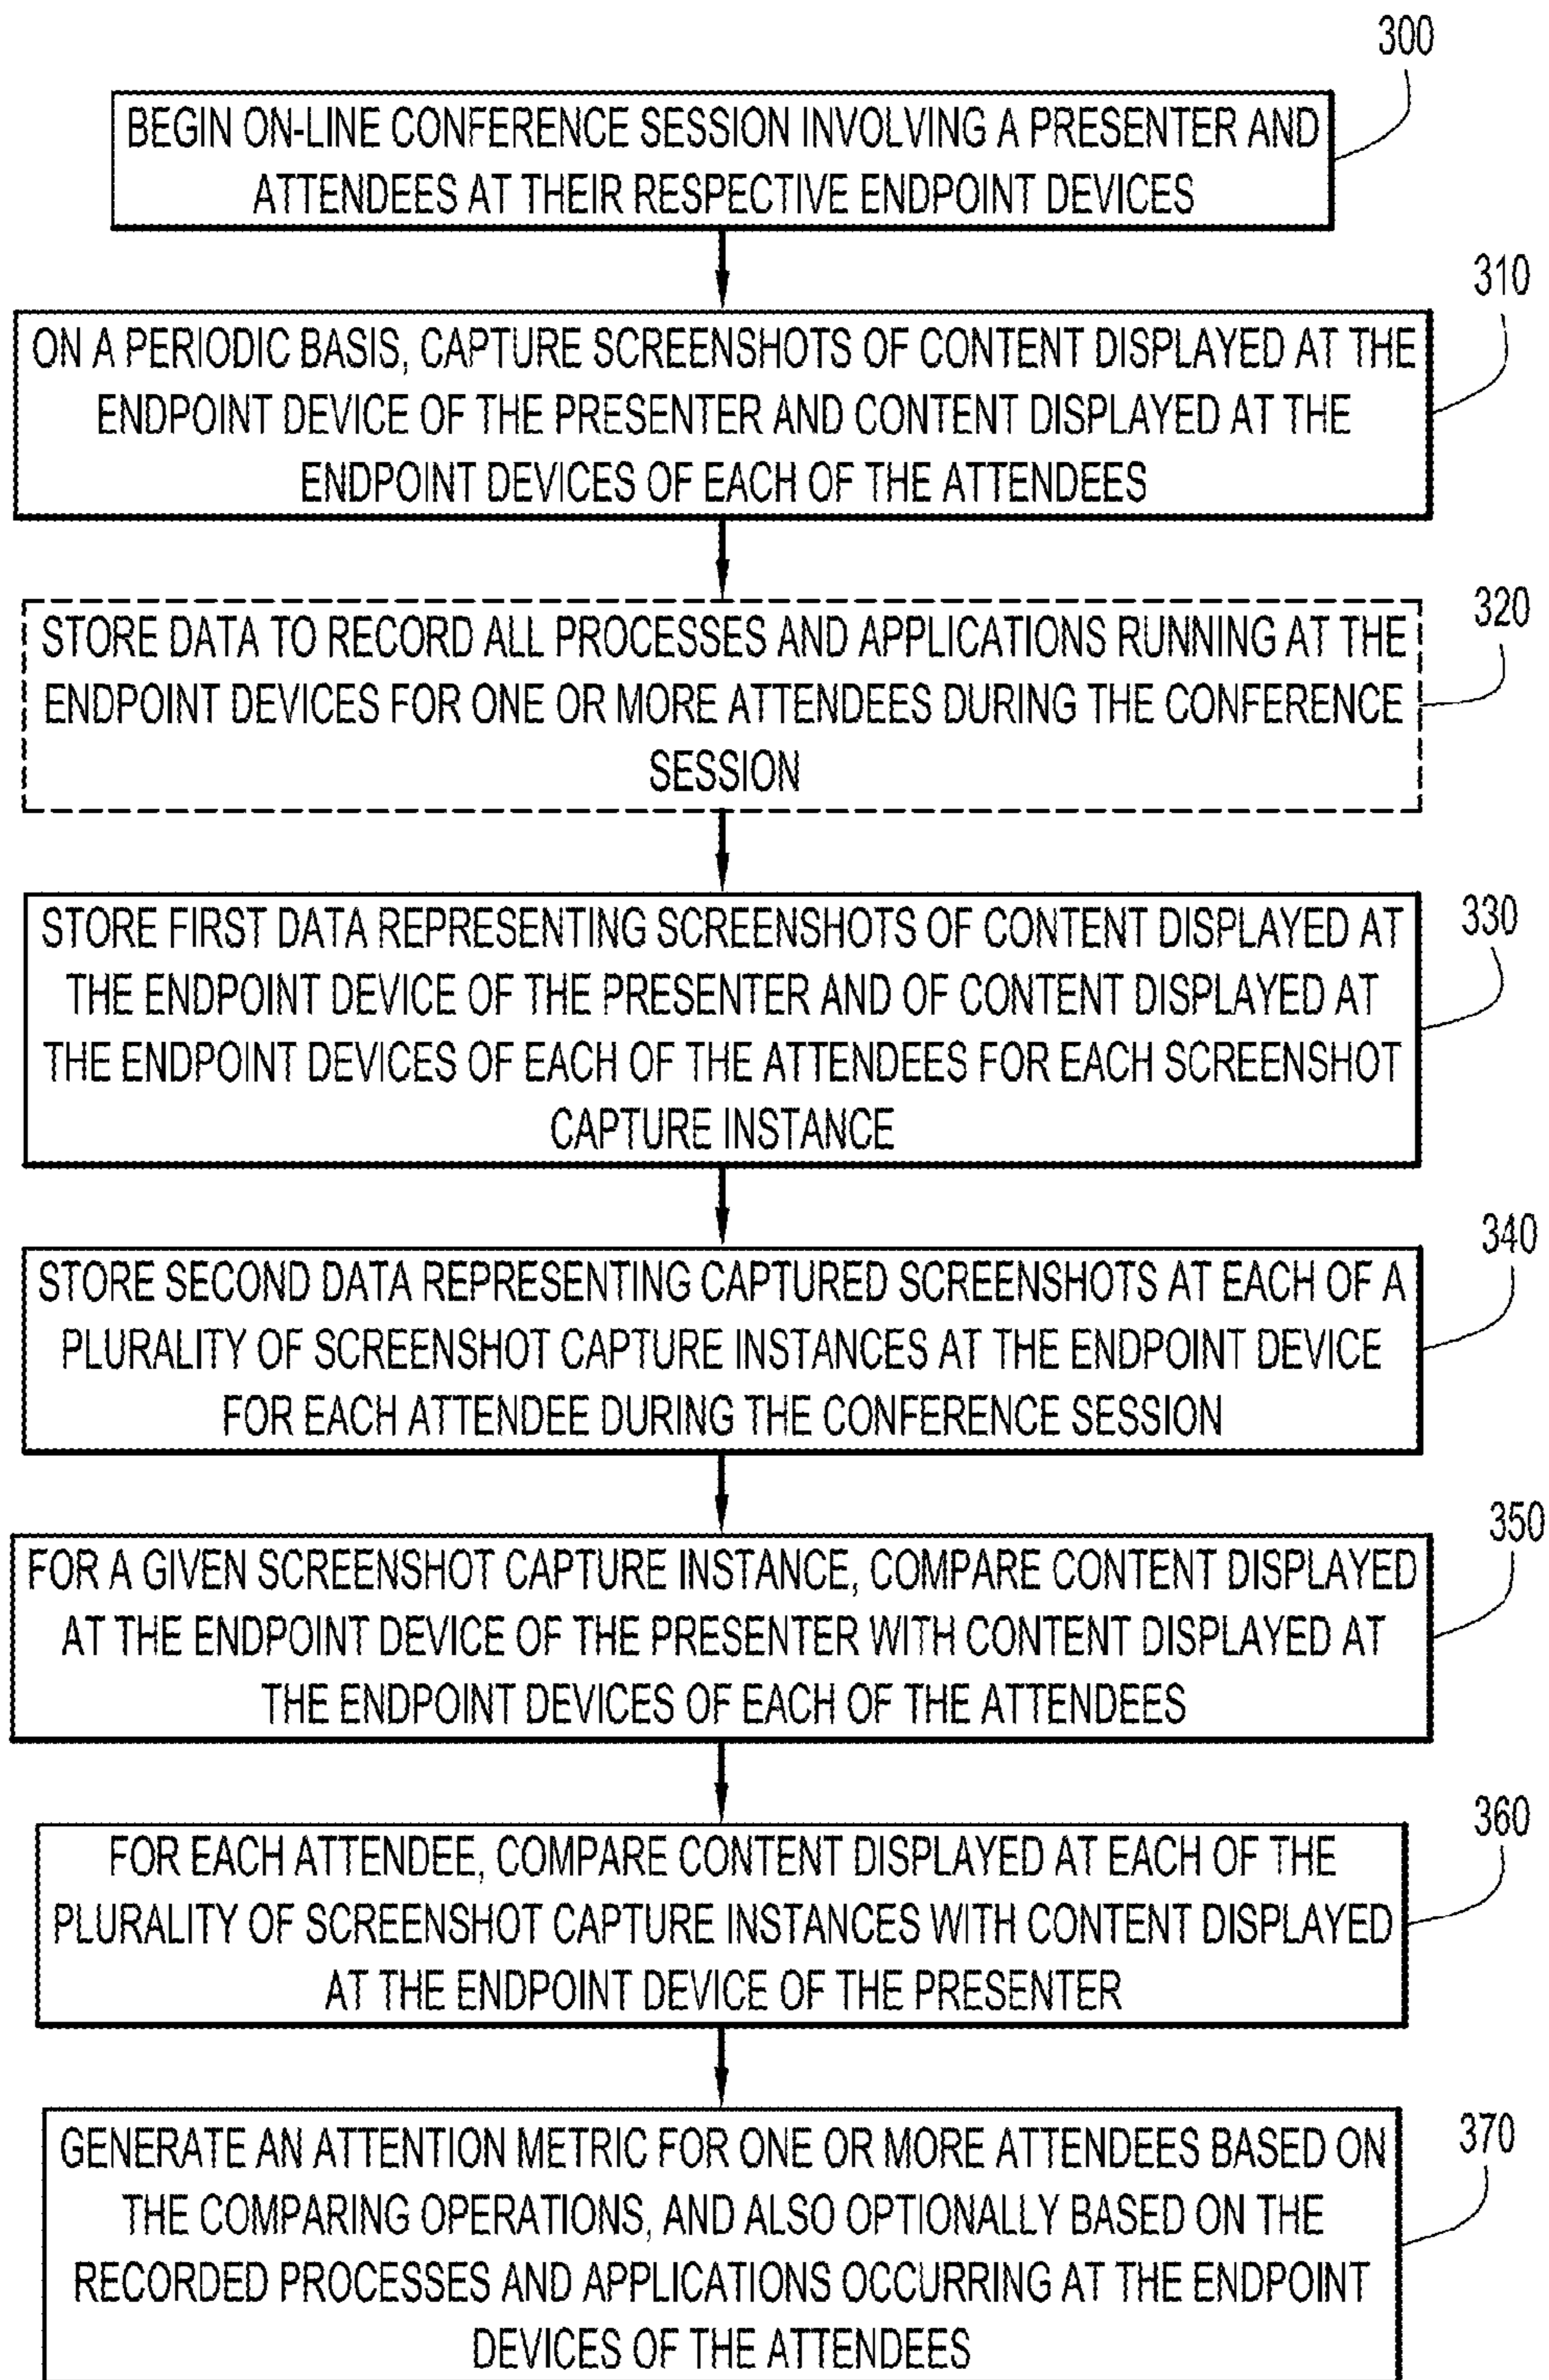 300
BEGIN ON-LINE CONFERENCE SESSION INVOLVING A PRESENTER AND
ATTENDEES AT THEIR RESPECTIVE ENDPOINT DEVICES
310
ON A PERIODIC BASIS, CAPTURE SCREENSHOTS OF CONTENT DISPLAYED AT THE
ENDPOINT DEVICE OF THE PRESENTER AND CONTENT DISPLAYED AT THE
ENDPOINT DEVICES OF EACH OF THE ATTENDEES
320
STORE DATA TO RECORD ALL PROCESSES AND APPLICATIONS RUNNING AT THE
ENDPOINT DEVICES FOR ONE OR MORE ATTENDEES DURING THE CONFERENCE
SESSION
330
STORE FIRST DATA REPRESENTING SCREENSHOTS OF CONTENT DISPLAYED AT
THE ENDPOINT DEVICE OF THE PRESENTER AND OF CONTENT DISPLAYED AT
THE ENDPOINT DEVICES OF EACH OF THE ATTENDEES FOR EACH SCREENSHOT
CAPTURE INSTANCE
340
STORE SECOND DATA REPRESENTING CAPTURED SCREENSHOTS AT EACH OF A
PLURALITY OF SCREENSHOT CAPTURE INSTANCES AT THE ENDPOINT DEVICE
FOR EACH ATTENDEE DURING THE CONFERENCE SESSION
350
FOR A GIVEN SCREENSHOT CAPTURE INSTANCE, COMPARE CONTENT DISPLAYED
AT THE ENDPOINT DEVICE OF THE PRESENTER WITH CONTENT DISPLAYED AT
THE ENDPOINT DEVICES OF EACH OF THE ATTENDEES
360
FOR EACH ATTENDEE, COMPARE CONTENT DISPLAYED AT EACH OF THE
PLURALITY OF SCREENSHOT CAPTURE INSTANCES WITH CONTENT DISPLAYED
AT THE ENDPOINT DEVICE OF THE PRESENTER
370
GENERATE AN ATTENTION METRIC FOR ONE OR MORE ATTENDEES BASED ON
THE COMPARING OPERATIONS, AND ALSO OPTIONALLY BASED ON THE
RECORDED PROCESSES AND APPLICATIONS OCCURRING AT THE ENDPOINT
DEVICES OF THE ATTENDEES